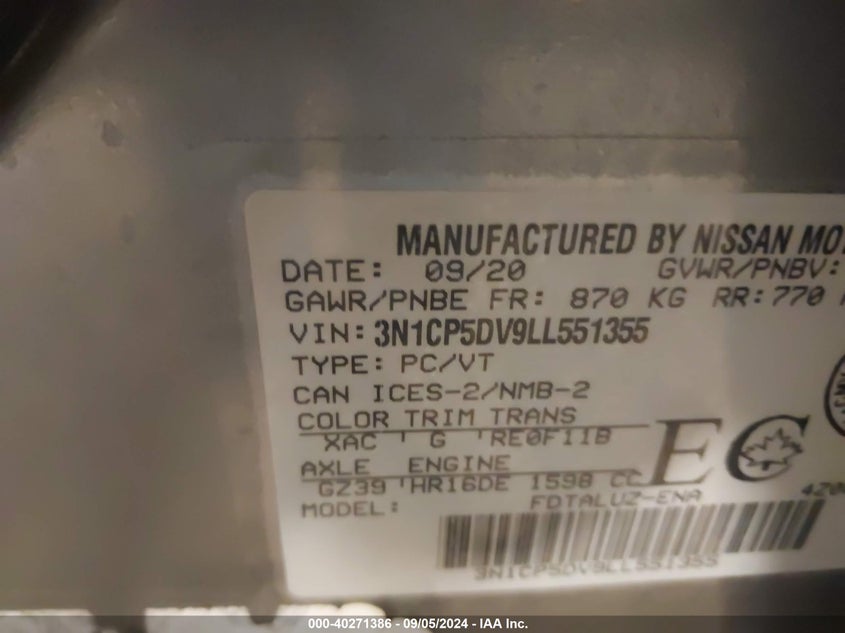 MANUFACTURED BY NISSAN MO
DATE: 09/20 GVWR/PNBV:
GAWR/PNBE FR: 870 KG RR: 770
VIN: 3N1CP5DV9LL551355
TYPE: PC/VT
CAN ICES-2/NMB-2
COLOR TRIM TRANS
XAC G RE0F11B
AXLE ENGINE
GZ39 HR16DE 1598 CC
EC
MODEL: FDTALUZ-ENA
3N1CP5DV9LL551355
000-40271386 - 09/05/2024 - IAA Inc.